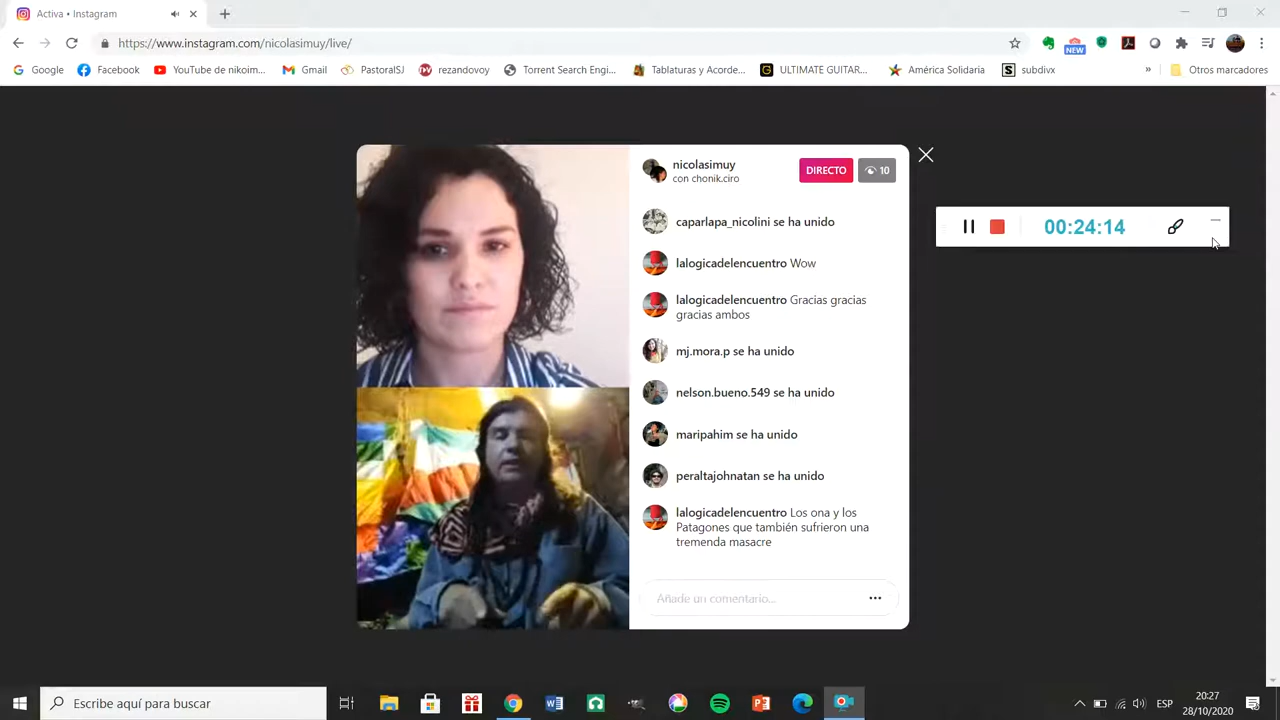 Activa • Instagram
https://www.instagram.com/nicolasimuy/live/
NEW
Google
Facebook
YouTube de nikoim...
Gmail
PastoralSJ
rezandovoy
Torrent Search Engi...
Tablaturas y Acorde...
ULTIMATE GUITAR...
América Solidaria
subdivx
»
Otros marcadores
nicolasimuy
con chonik.ciro
DIRECTO
10
caparlapa_nicolini se ha unido
lalogicadelencuentro Wow
lalogicadelencuentro Gracias gracias
gracias ambos
mj.mora.p se ha unido
nelson.bueno.549 se ha unido
maripahim se ha unido
peraltajohnatan se ha unido
lalogicadelencuentro Los ona y los
Patagones que también sufrieron una
tremenda masacre
Añade un comentario...
00:24:14
Escribe aquí para buscar
ESP
20:27
28/10/2020